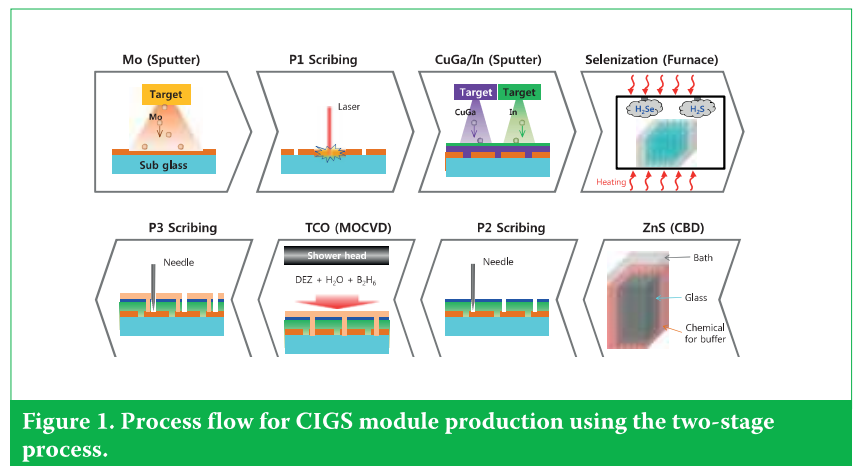 Mo (Sputter)
P1 Scribing
CuGa/In (Sputter)
Selenization (Furnace)
Target
Mo
Sub glass
Laser
Target Target
CuGa In
H₂Se H₂S
Heating
P3 Scribing
TCO (MOCVD)
P2 Scribing
ZnS (CBD)
Needle
Shower head
DEZ + H₂O + B₂H₆
Needle
Bath
Glass
Chemical
for buffer
Figure 1. Process flow for CIGS module production using the two-stage
process.